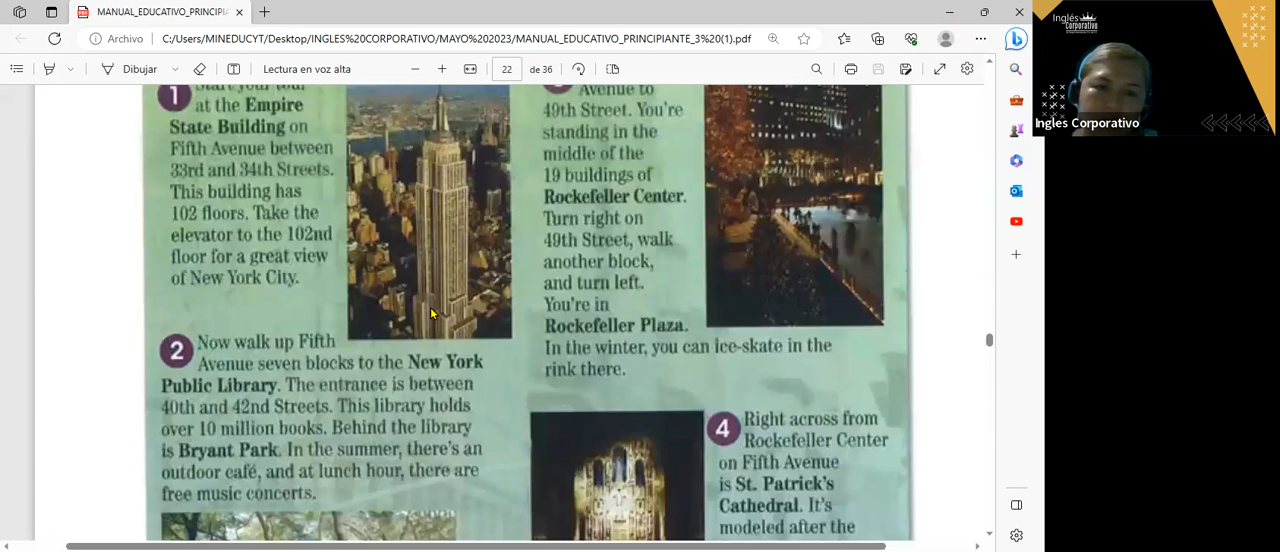 MANUAL_EDUCATIVO_PRINCIPIA
Archivo
C:/Users/MINEDUCYT/Desktop/INGLES%20CORPORATIVO/MAYO%202023/MANUAL_EDUCATIVO_PRINCIPIANTE_3%20(1).pdf
Dibujar
Lectura en voz alta
22
de 36
1 Start your tour
at the Empire
State Building on
Fifth Avenue between
33rd and 34th Streets.
This building has
102 floors. Take the
elevator to the 102nd
floor for a great view
of New York City.
2 Now walk up Fifth
Avenue seven blocks to the New York
Public Library. The entrance is between
40th and 42nd Streets. This library holds
over 10 million books. Behind the library
is Bryant Park. In the summer, there's an
outdoor café, and at lunch hour, there are
free music concerts.
Avenue to
49th Street. You're
standing in the
middle of the
19 buildings of
Rockefeller Center.
Turn right on
49th Street, walk
another block,
and turn left.
You're in
Rockefeller Plaza.
In the winter, you can ice-skate in the
rink there.
4 Right across from
Rockefeller Center
on Fifth Avenue
is St. Patrick's
Cathedral. It's
modeled after the
Inglés
Corporativo
Ingles Corporativo